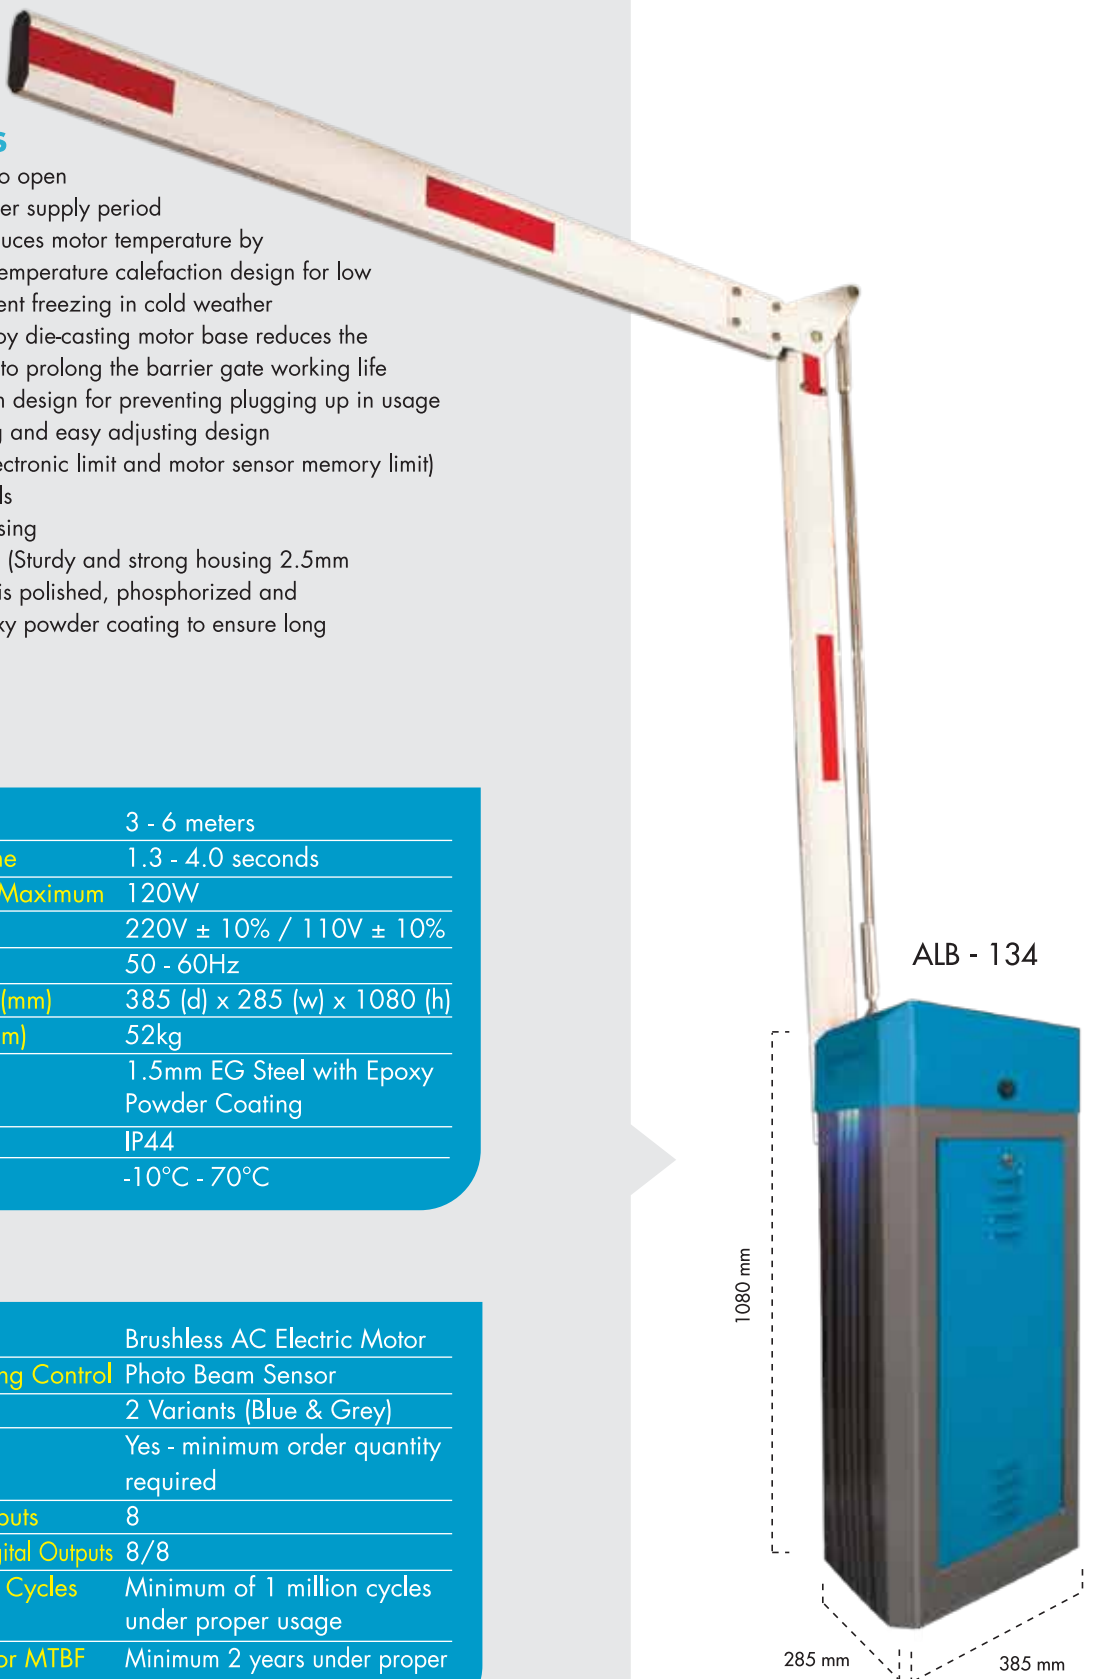 s
o open
er supply period
uces motor temperature by
emperature calefaction design for low
ent freezing in cold weather
oy die-casting motor base reduces the
to prolong the barrier gate working life
n design for preventing plugging up in usage
g and easy adjusting design
ectronic limit and motor sensor memory limit)
ls
sing
(Sturdy and strong housing 2.5mm
is polished, phosphorized and
xy powder coating to ensure long
3 - 6 meters
ne 1.3 - 4.0 seconds
Maximum 120W
220V ± 10% / 110V ± 10%
50 - 60Hz
(mm) 385 (d) x 285 (w) x 1080 (h)
m) 52kg
1.5mm EG Steel with Epoxy
Powder Coating
IP44
-10°C - 70°C
Brushless AC Electric Motor
ng Control Photo Beam Sensor
2 Variants (Blue & Grey)
Yes - minimum order quantity
required
outs 8
gital Outputs 8/8
Cycles Minimum of 1 million cycles
under proper usage
or MTBF Minimum 2 years under proper
ALB - 134
1080 mm
285 mm
385 mm